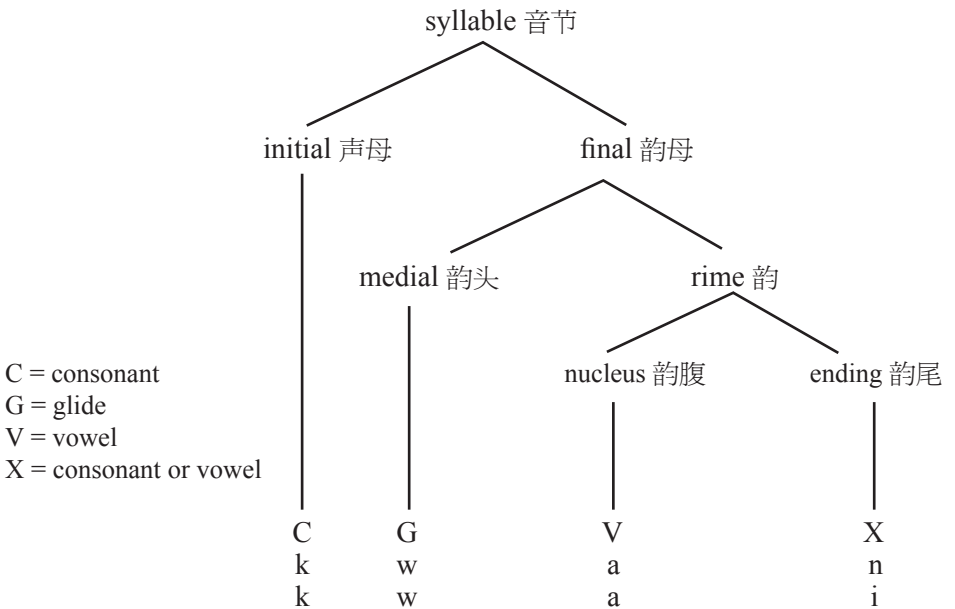 syllable 音节
initial 声母 final 韵母
medial 韵头 rime 韵
nucleus 韵腹 ending 韵尾
C = consonant
G = glide
V = vowel
X = consonant or vowel
C G V X
k w a n
k w a i